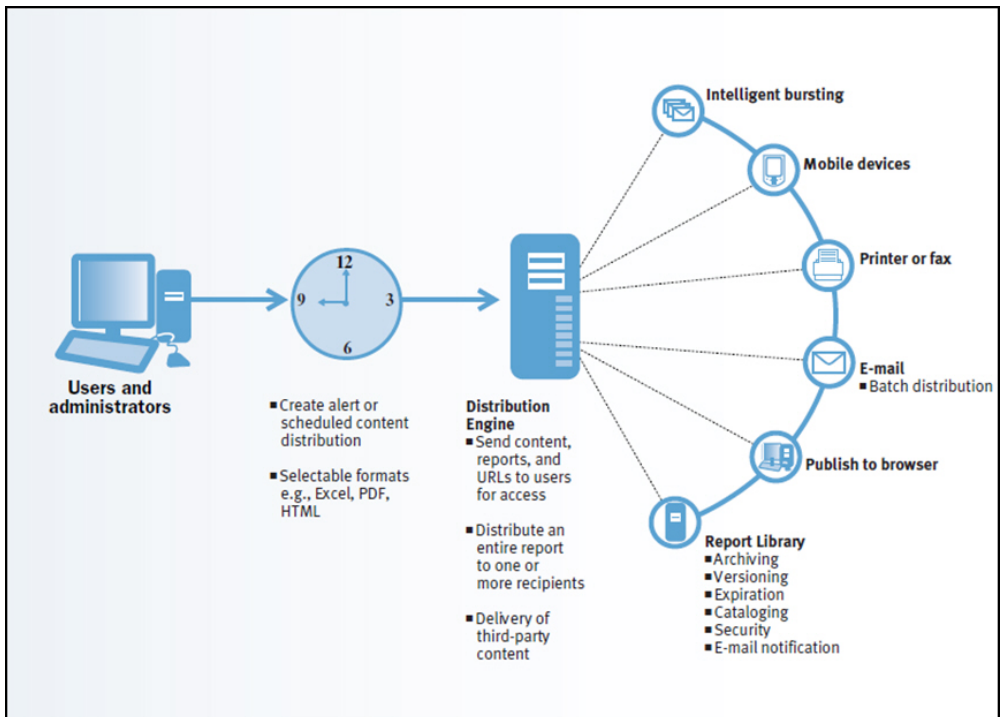 Intelligent bursting
Mobile devices
Printer or fax
E-mail
▪ Batch distribution
Publish to browser
Report Library
▪ Archiving
▪ Versioning
▪ Expiration
▪ Cataloging
▪ Security
▪ E-mail notification
Users and
administrators
12
9
3
6
▪ Create alert or
scheduled content
distribution
▪ Selectable formats
e.g., Excel, PDF,
HTML
Distribution
Engine
▪ Send content,
reports, and
URLs to users
for access
▪ Distribute an
entire report
to one or
more recipients
▪ Delivery of
third-party
content